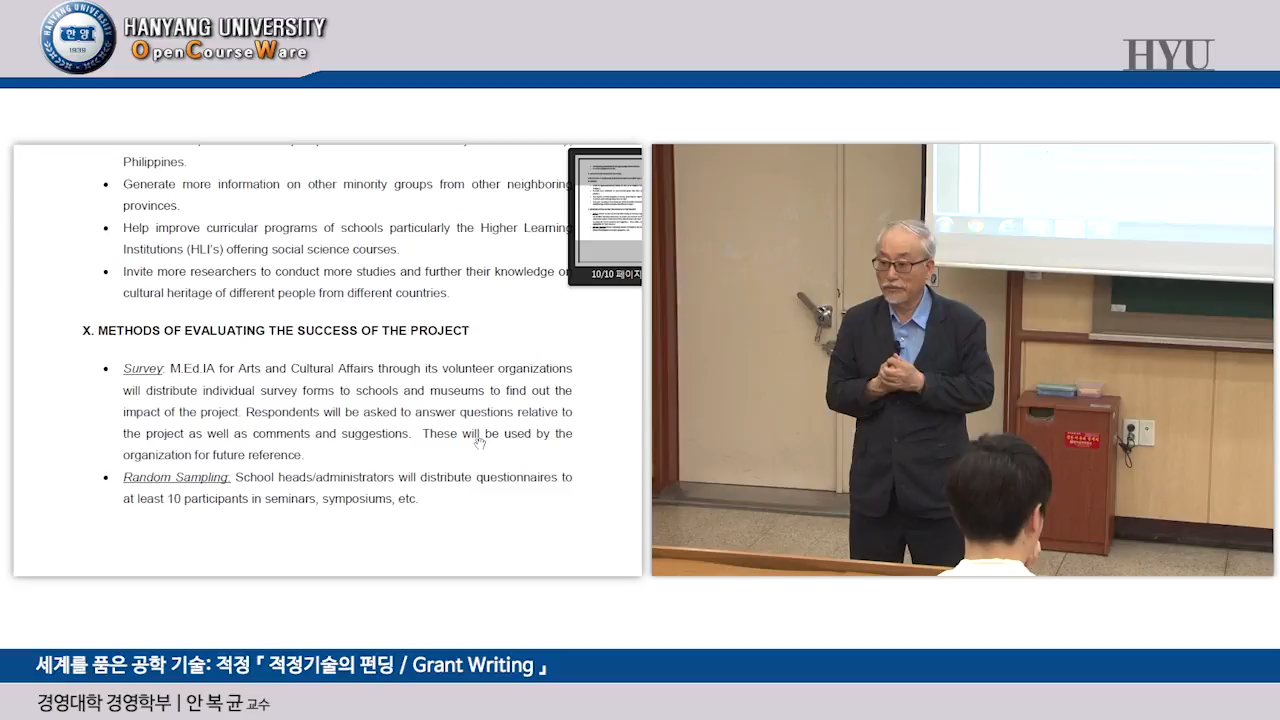 HANYANG UNIVERSITY
OpenCourseWare
한양
1939
HYU
Philippines.
• Generate more information on other minority groups from other neighboring
provinces.
• Help improve curricular programs of schools particularly the Higher Learning
Institutions (HLI's) offering social science courses.
• Invite more researchers to conduct more studies and further their knowledge on
cultural heritage of different people from different countries.
10/10 페이지
X. METHODS OF EVALUATING THE SUCCESS OF THE PROJECT
• Survey: M.Ed.IA for Arts and Cultural Affairs through its volunteer organizations
will distribute individual survey forms to schools and museums to find out the
impact of the project. Respondents will be asked to answer questions relative to
the project as well as comments and suggestions. These will be used by the
organization for future reference.
• Random Sampling: School heads/administrators will distribute questionnaires to
at least 10 participants in seminars, symposiums, etc.
세계를 품은 공학 기술: 적정 『 적정기술의 펀딩 / Grant Writing 』
경영대학 경영학부 | 안 복 균 교수